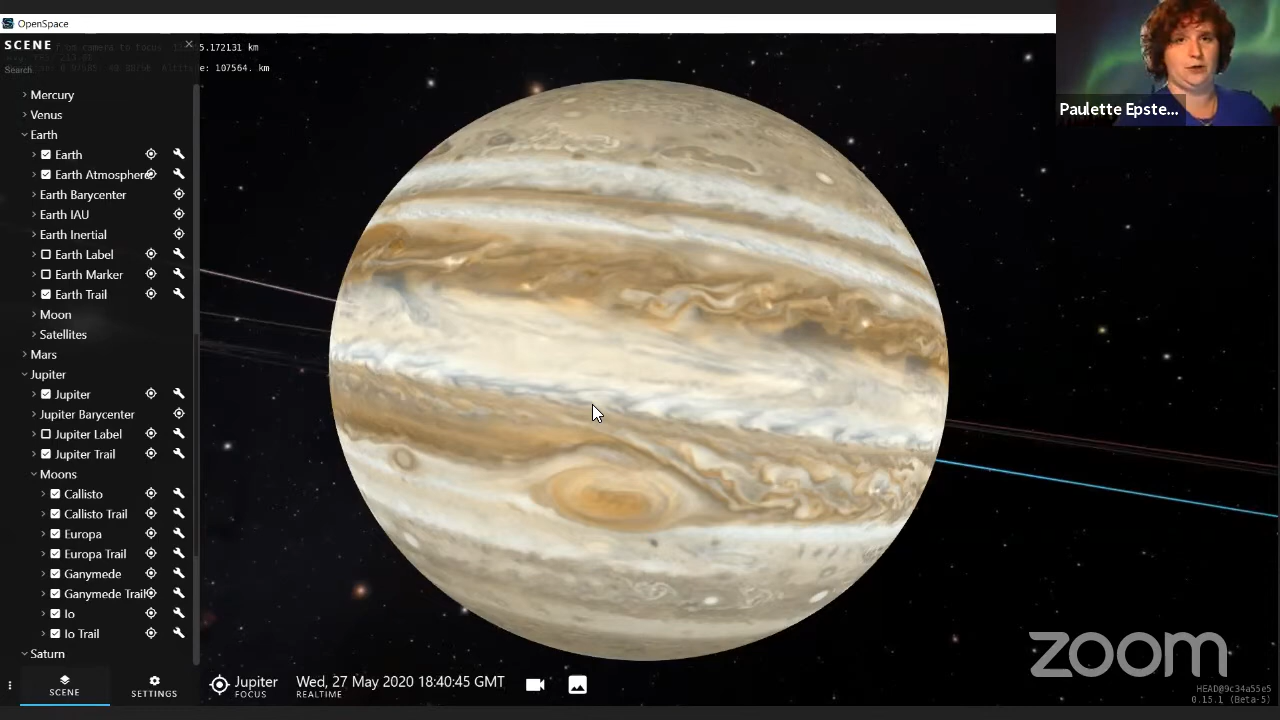 OpenSpace
SCENE
5.172131 km
Altitude: 107564. km
Search
Mercury
Venus
Earth
Earth
Earth Atmosphere
Earth Barycenter
Earth IAU
Earth Inertial
Earth Label
Earth Marker
Earth Trail
Moon
Satellites
Mars
Jupiter
Jupiter
Jupiter Barycenter
Jupiter Label
Jupiter Trail
Moons
Callisto
Callisto Trail
Europa
Europa Trail
Ganymede
Ganymede Trail
Io
Io Trail
Saturn
SCENE
SETTINGS
Jupiter
FOCUS
Wed, 27 May 2020 18:40:45 GMT
REALTIME
Paulette Epste...
zoom
HEAD@9c34a55e5
0.15.1 (Beta-5)